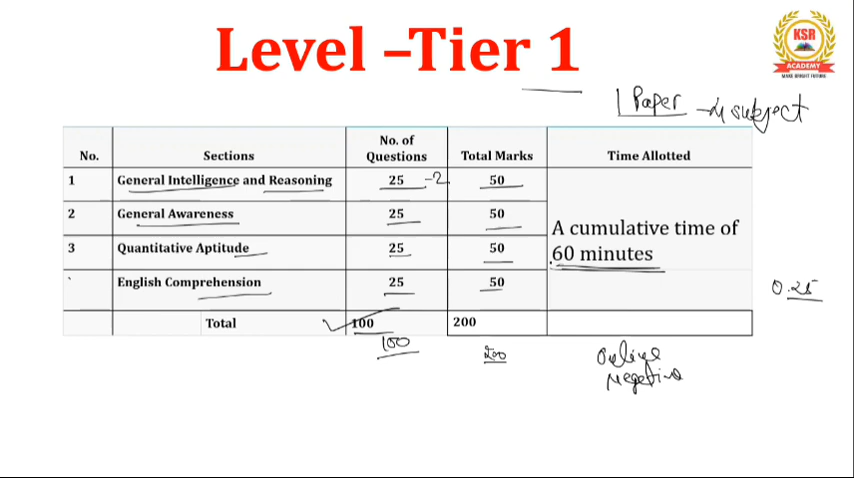 Level –Tier 1
KSR
ACADEMY
MAKE BRIGHT FUTURE
1 Paper → 4 subject
No. Sections No. of Questions Total Marks Time Allotted
1 General Intelligence and Reasoning 25 -2 50
2 General Awareness 25 50
A cumulative time of
3 Quantitative Aptitude 25 50
60 minutes
English Comprehension 25 50
0.25
Total 100 200
100 200
Online
Negative